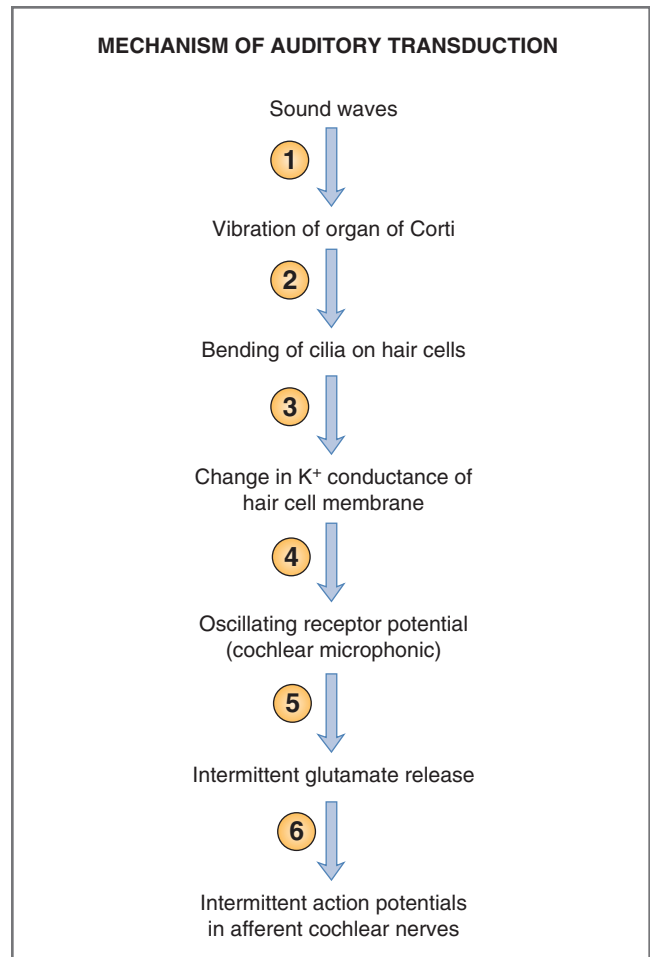 MECHANISM OF AUDITORY TRANSDUCTION
Sound waves
1
Vibration of organ of Corti
2
Bending of cilia on hair cells
3
Change in K⁺ conductance of
hair cell membrane
4
Oscillating receptor potential
(cochlear microphonic)
5
Intermittent glutamate release
6
Intermittent action potentials
in afferent cochlear nerves